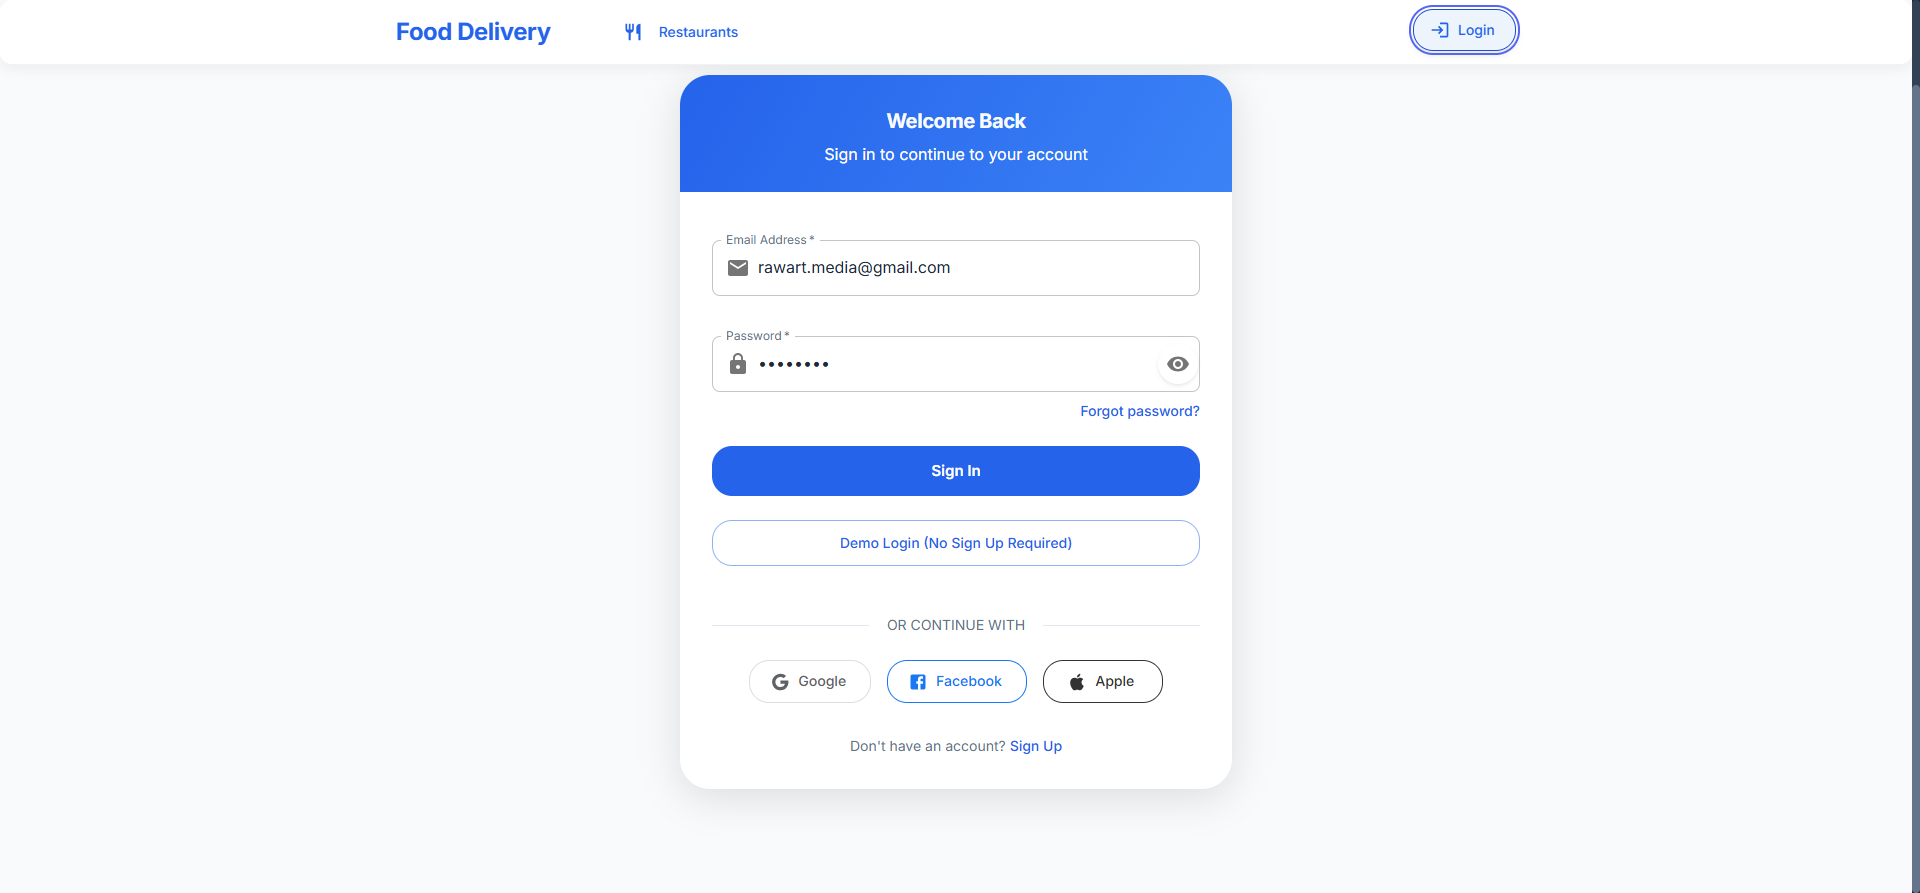 Food Delivery
Restaurants
Login
Welcome Back
Sign in to continue to your account
Email Address *
rawart.media@gmail.com
Password *
••••••••
Forgot password?
Sign In
Demo Login (No Sign Up Required)
OR CONTINUE WITH
Google
Facebook
Apple
Don't have an account? Sign Up